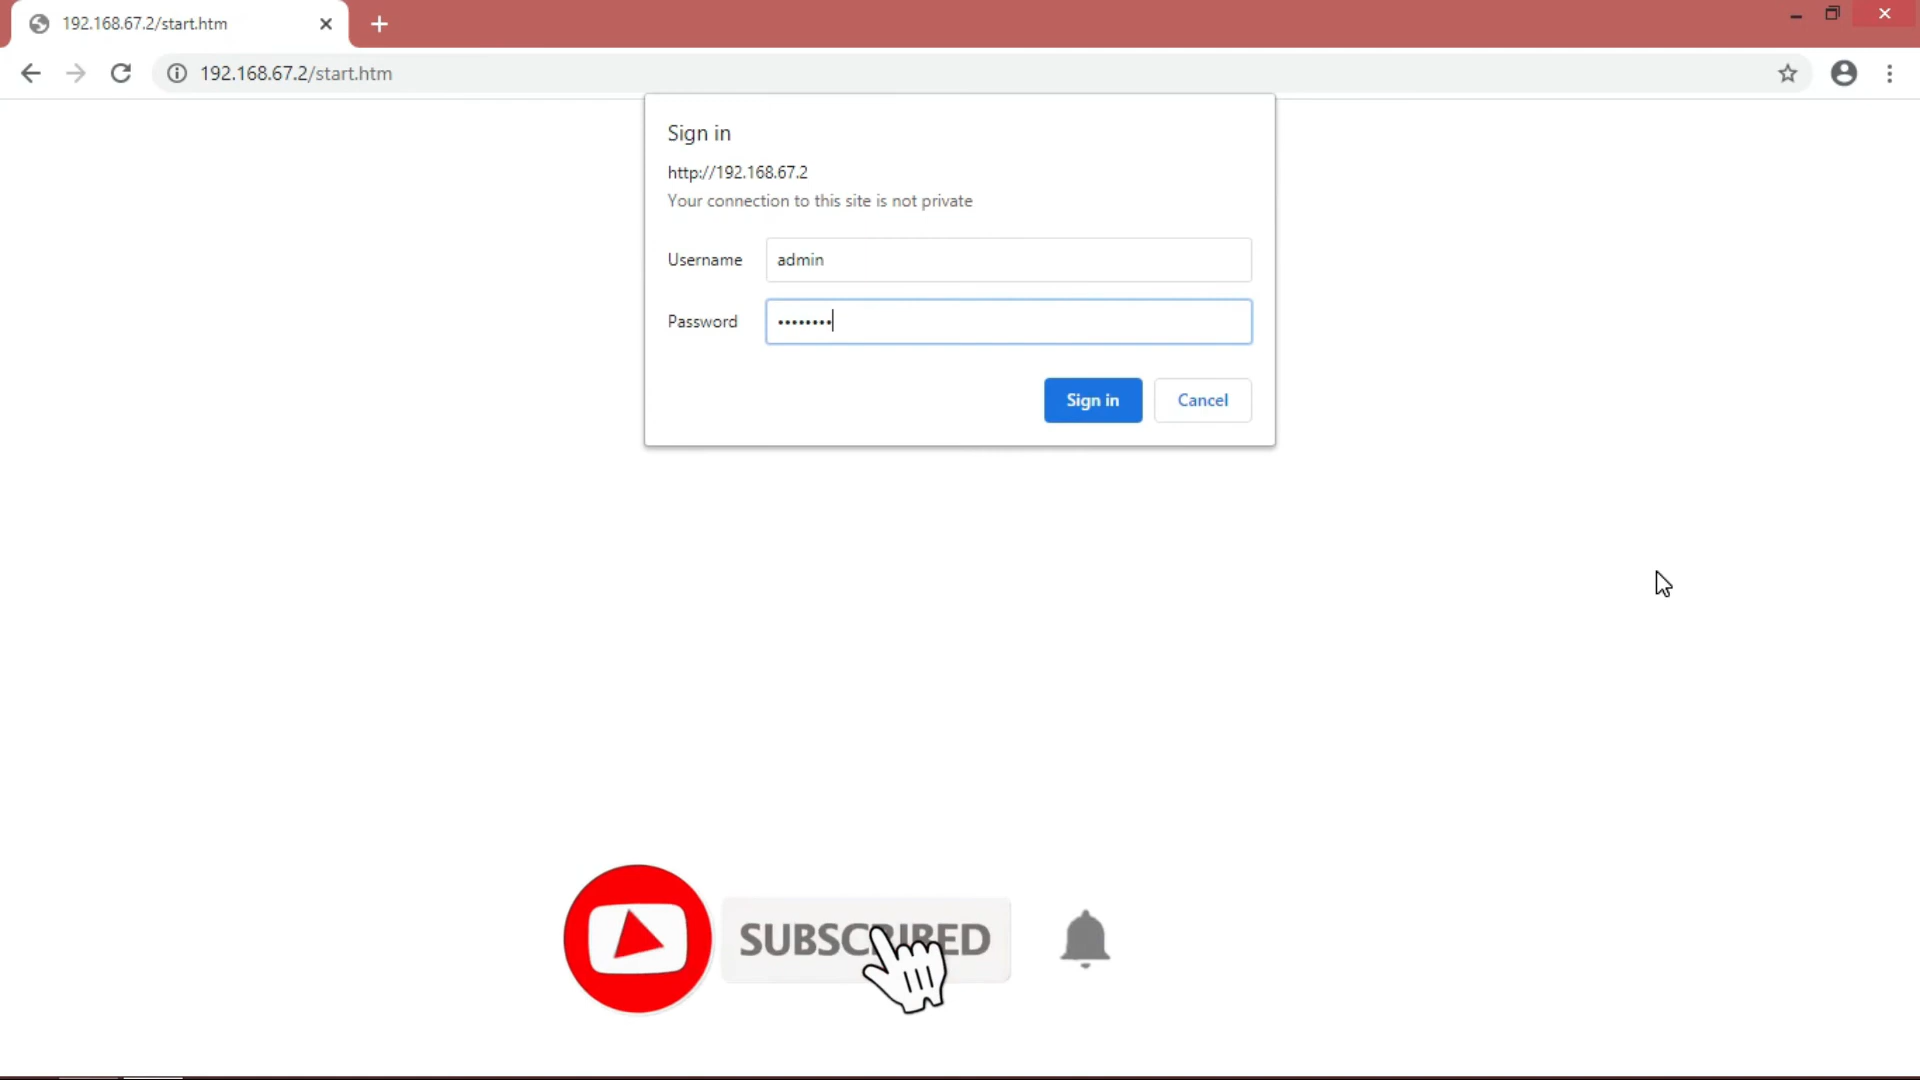 192.168.67.2/start.htm
192.168.67.2/start.htm
Sign in
http://192.168.67.2
Your connection to this site is not private
Username admin
Password ••••••••
Sign in Cancel
SUBSCRIBED